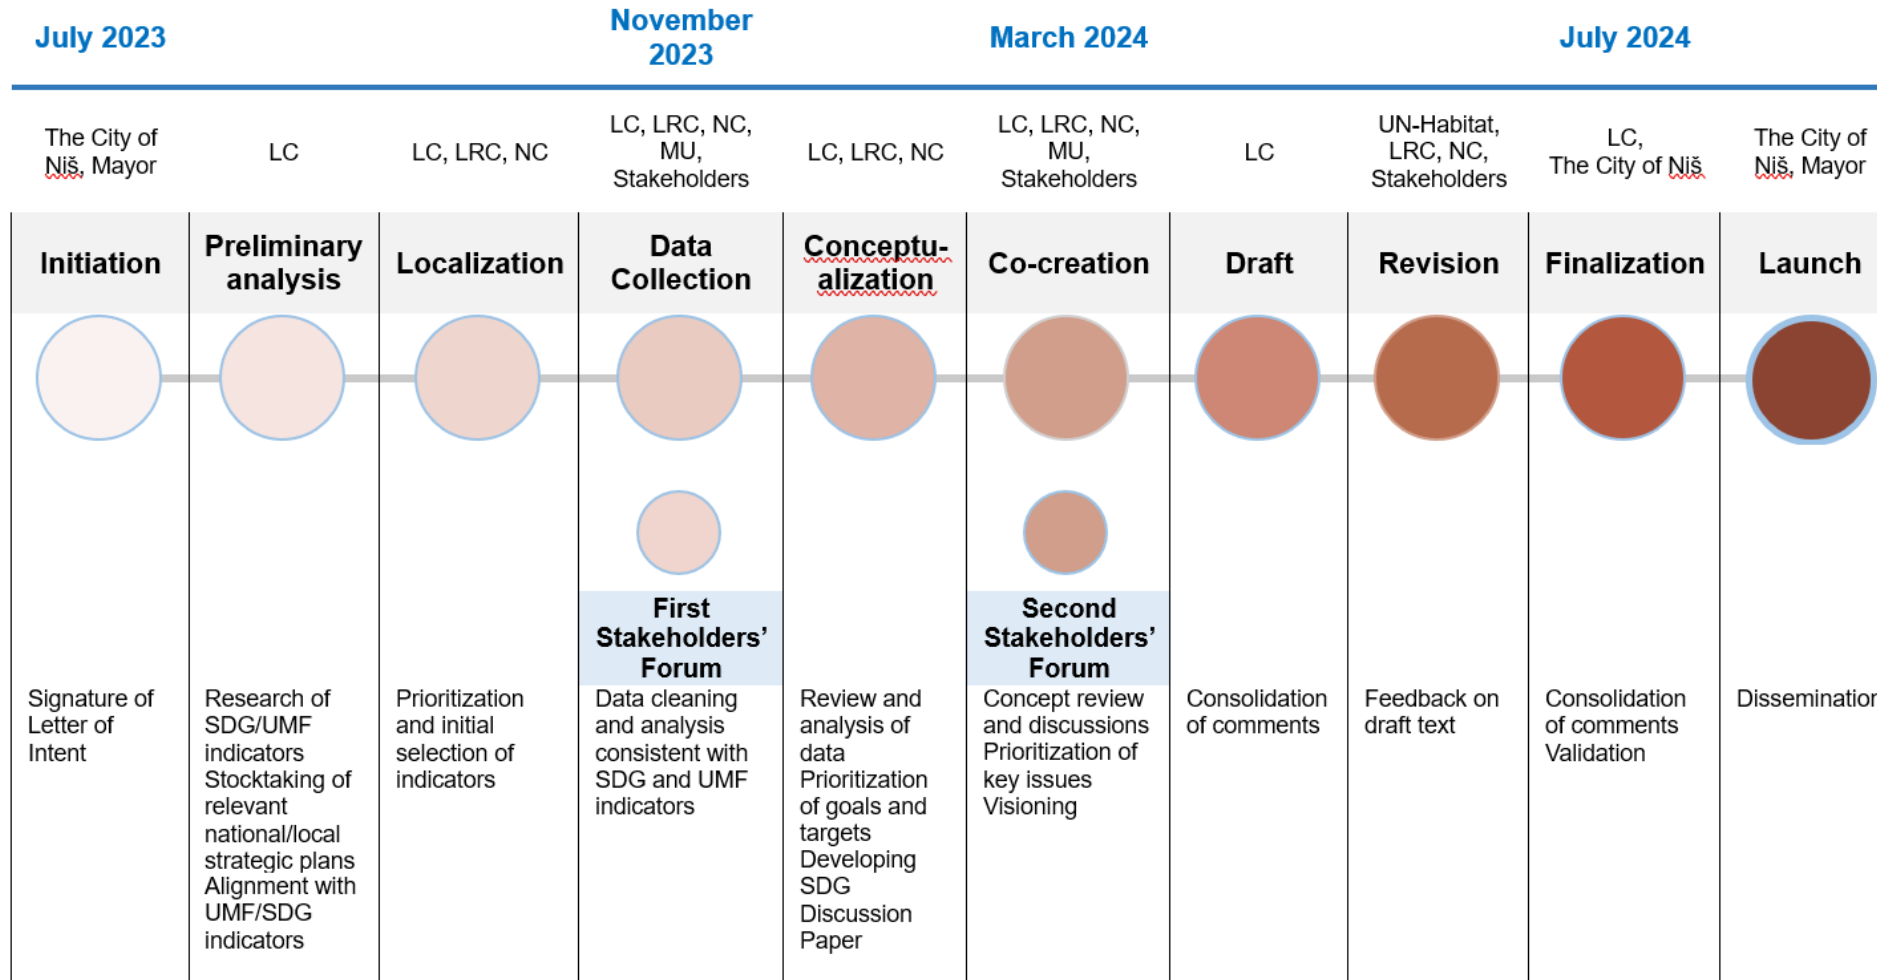 July 2023
November
2023
March 2024
July 2024
The City of
Niš, Mayor
LC
LC, LRC, NC
LC, LRC, NC,
MU,
Stakeholders
LC, LRC, NC
LC, LRC, NC,
MU,
Stakeholders
LC
UN-Habitat,
LRC, NC,
Stakeholders
LC,
The City of Niš
The City of
Niš, Mayor
Initiation
Preliminary
analysis
Localization
Data
Collection
Conceptu-
alization
Co-creation
Draft
Revision
Finalization
Launch
First
Stakeholders’
Forum
Second
Stakeholders’
Forum
Signature of
Letter of
Intent
Research of
SDG/UMF
indicators
Stocktaking of
relevant
national/local
strategic plans
Alignment with
UMF/SDG
indicators
Prioritization
and initial
selection of
indicators
Data cleaning
and analysis
consistent with
SDG and UMF
indicators
Review and
analysis of
data
Prioritization
of goals and
targets
Developing
SDG
Discussion
Paper
Concept review
and discussions
Prioritization of
key issues
Visioning
Consolidation
of comments
Feedback on
draft text
Consolidation
of comments
Validation
Dissemination